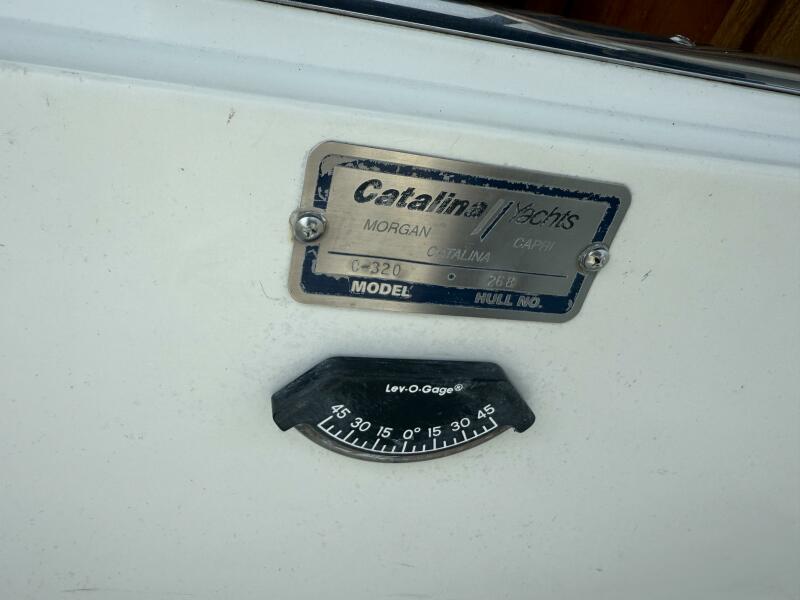 Catalina Yachts
MORGAN CATALINA CAPRI
C-320 268
MODEL HULL NO.
Lev-O-Gage®
45 30 15 0° 15 30 45